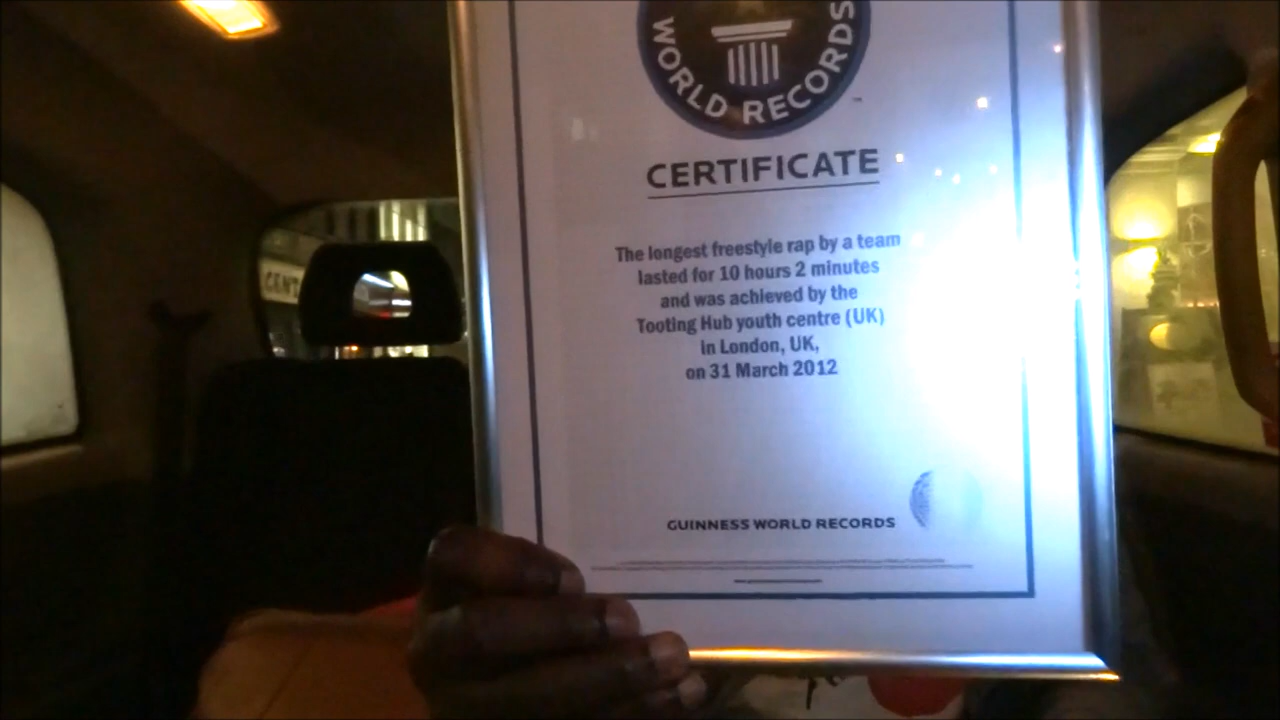 WORLD RECORDS
CERTIFICATE
The longest freestyle rap by a team
lasted for 10 hours 2 minutes
and was achieved by the
Tooting Hub youth centre (UK)
in London, UK,
on 31 March 2012
GUINNESS WORLD RECORDS
CENT